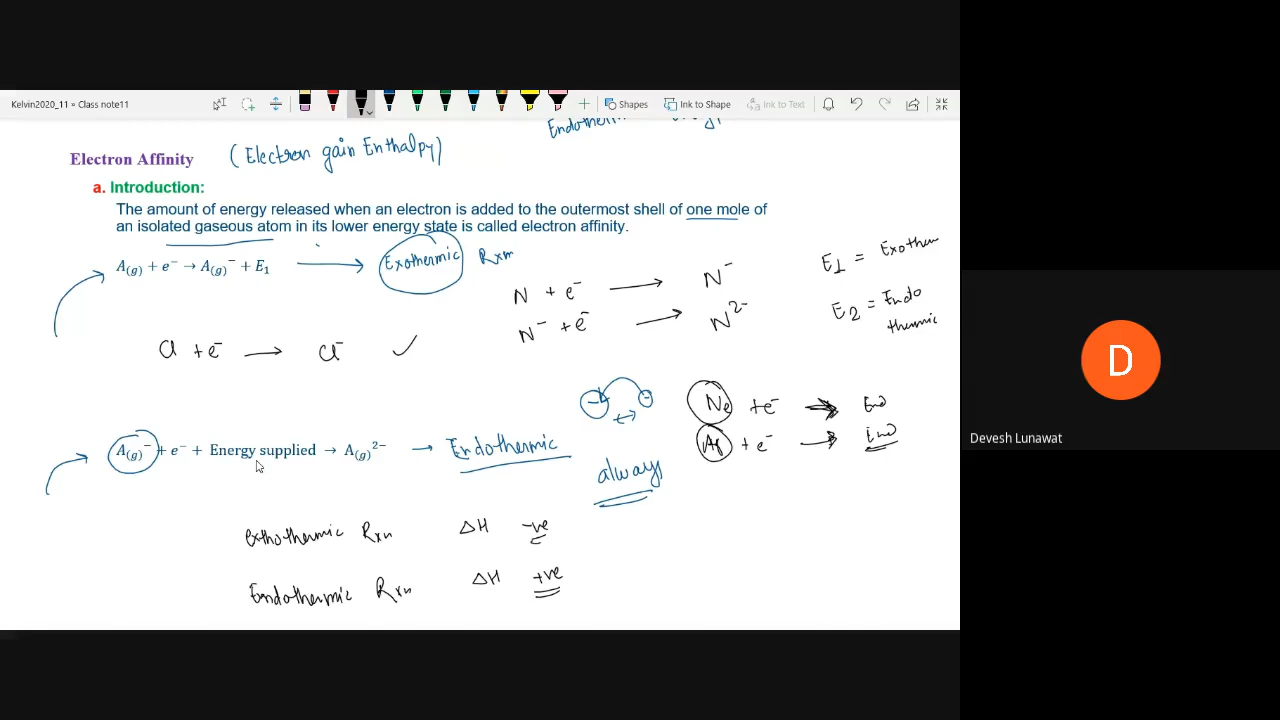 Kelvin2020_11 » Class note11
Shapes
Ink to Shape
Ink to Text
Electron Affinity (Electron gain Enthalpy)
a. Introduction:
The amount of energy released when an electron is added to the outermost shell of one mole of
an isolated gaseous atom in its lower energy state is called electron affinity.
A(g) + e⁻ → A(g)⁻ + E₁ → Exothermic Rxn
N + e⁻ → N⁻
N⁻ + e⁻ → N²⁻
E₁ = Exothem
E₂ = Endo
thermic
Cl + e⁻ → Cl⁻ ✓
Ne + e⁻ → End
Ar + e⁻ → End
A(g)⁻ + e⁻ + Energy supplied → A(g)²⁻ → Endothermic
always
Exthothermic Rxn ΔH -ve
Endothermic Rxn ΔH +ve
D
Devesh Lunawat